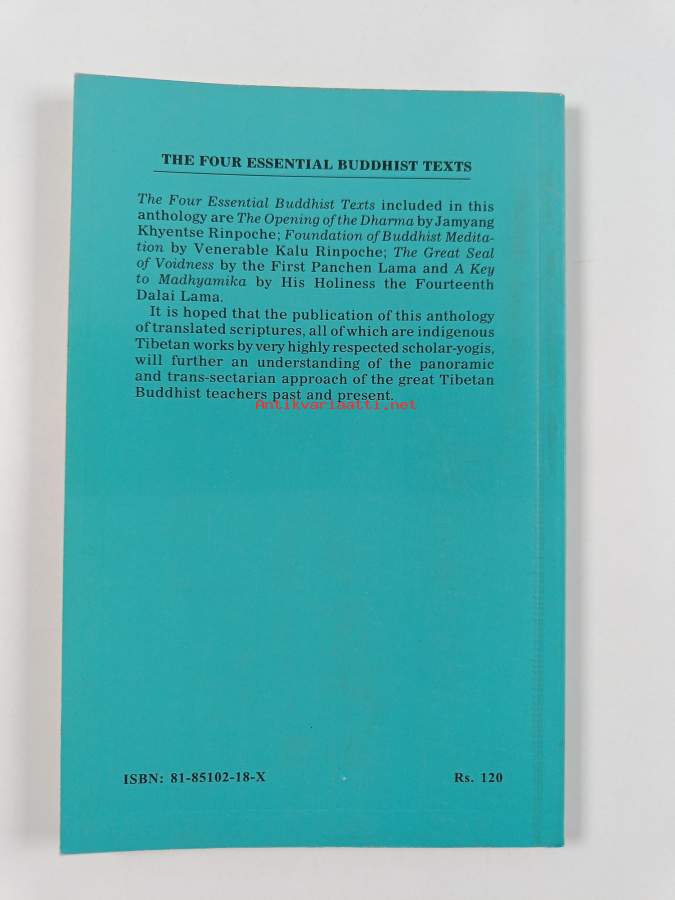 THE FOUR ESSENTIAL BUDDHIST TEXTS
The Four Essential Buddhist Texts included in this
anthology are The Opening of the Dharma by Jamyang
Khyentse Rinpoche; Foundation of Buddhist Medita-
tion by Venerable Kalu Rinpoche; The Great Seal
of Voidness by the First Panchen Lama and A Key
to Madhyamika by His Holiness the Fourteenth
Dalai Lama.
It is hoped that the publication of this anthology
of translated scriptures, all of which are indigenous
Tibetan works by very highly respected scholar-yogis,
will further an understanding of the panoramic
and trans-sectarian approach of the great Tibetan
Buddhist teachers past and present.
Antikvariaatti.net
ISBN: 81-85102-18-X Rs. 120